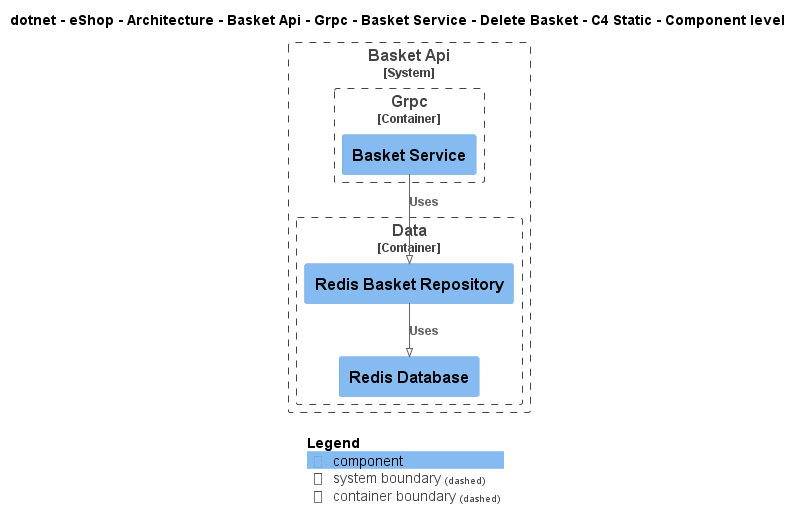 dotnet - eShop - Architecture - Basket Api - Grpc - Basket Service - Delete Basket - C4 Static - Component level
Basket Api
[System]
Grpc
[Container]
Basket Service
Uses
Data
[Container]
Redis Basket Repository
Uses
Redis Database
Legend
component
system boundary (dashed)
container boundary (dashed)